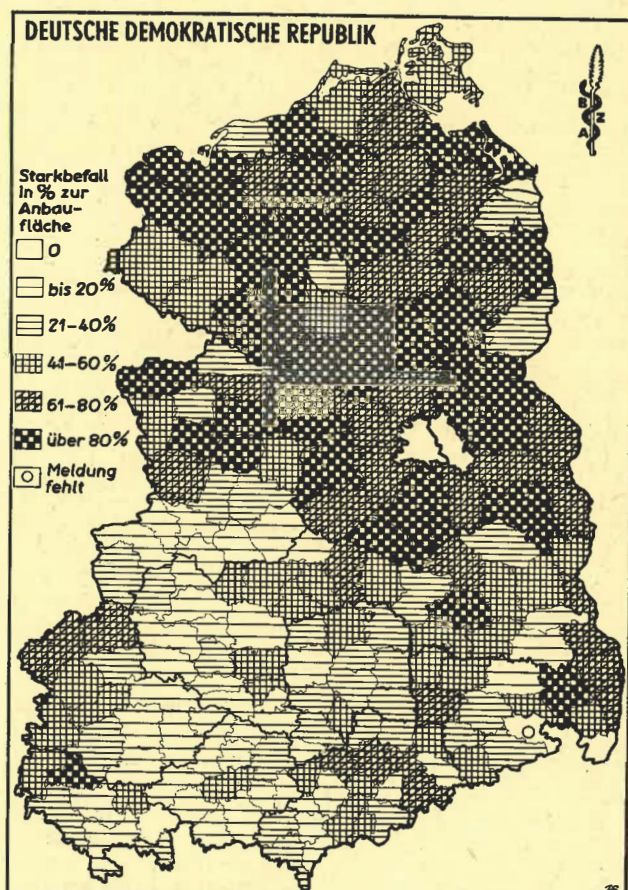 DEUTSCHE DEMOKRATISCHE REPUBLIK
B Z A
Starkbefall
in % zur
Anbau-
fläche
0
bis 20%
21-40%
41-60%
61-80%
über 80%
Meldung
fehlt